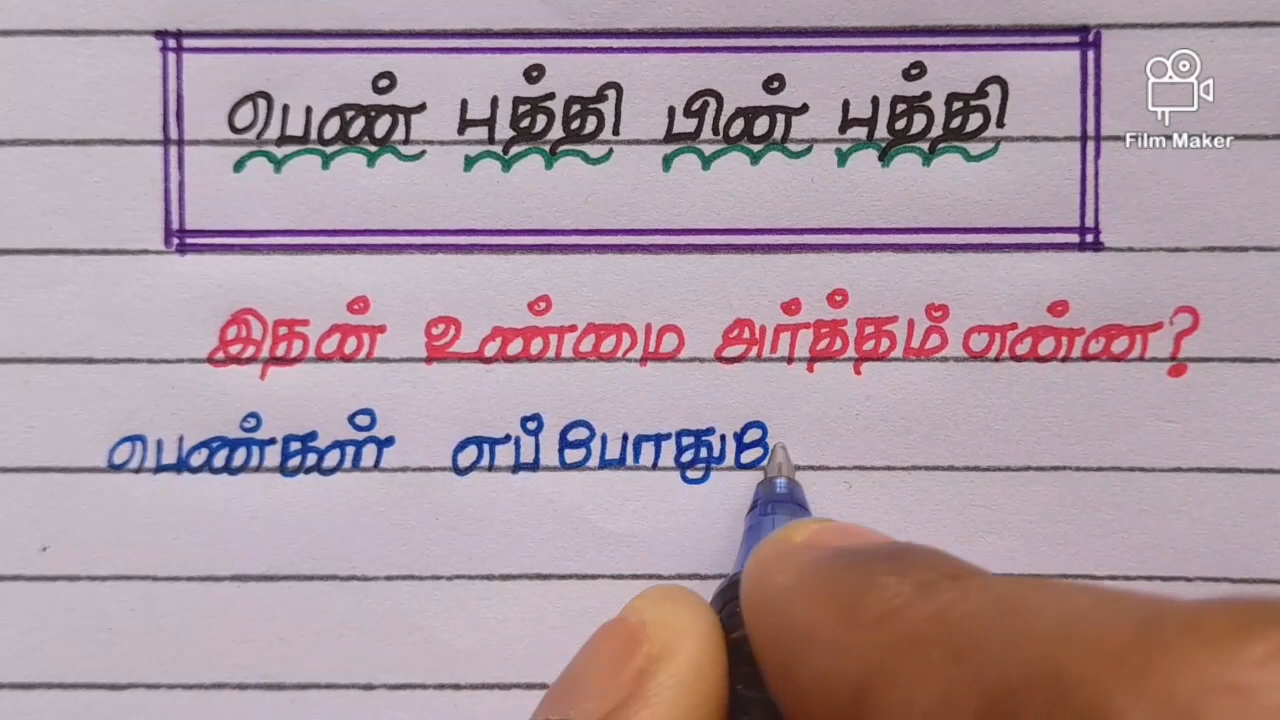 பெண் புத்தி பின் புத்தி
Film Maker
இதன் உண்மை அர்த்தம் என்ன?
பெண்கள் எப்போது